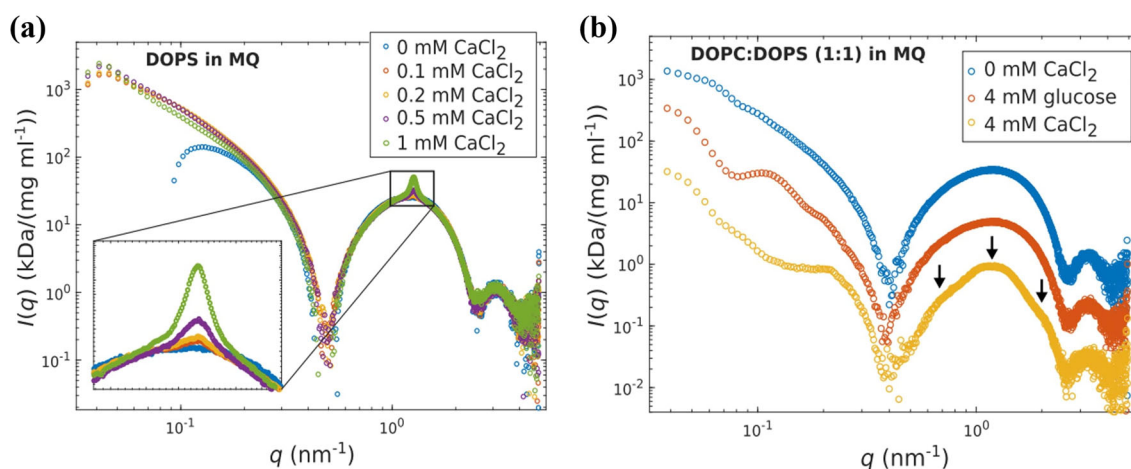 (a)
DOPS in MQ
0 mM CaCl2
0.1 mM CaCl2
0.2 mM CaCl2
0.5 mM CaCl2
1 mM CaCl2
I(q) (kDa/(mg ml-1)
10^3
10^2
10^1
10^0
10^-1
10^-1
10^0
q (nm-1)
(b)
DOPC:DOPS (1:1) in MQ
0 mM CaCl2
4 mM glucose
4 mM CaCl2
I(q) (kDa/(mg ml-1)
10^3
10^2
10^1
10^0
10^-1
10^-2
10^-1
10^0
q (nm-1)